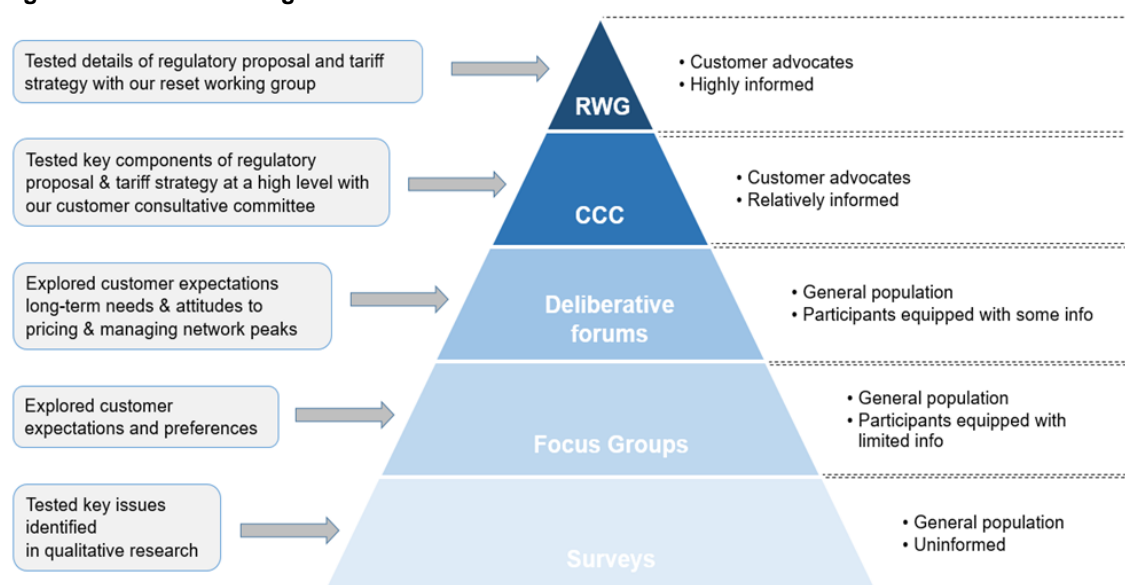 Tested details of regulatory proposal and tariff
strategy with our reset working group
RWG
• Customer advocates
• Highly informed
Tested key components of regulatory
proposal & tariff strategy at a high level with
our customer consultative committee
CCC
• Customer advocates
• Relatively informed
Explored customer expectations
long-term needs & attitudes to
pricing & managing network peaks
Deliberative
forums
• General population
• Participants equipped with some info
Explored customer
expectations and preferences
Focus Groups
• General population
• Participants equipped with
limited info
Tested key issues
identified
in qualitative research
Surveys
• General population
• Uninformed